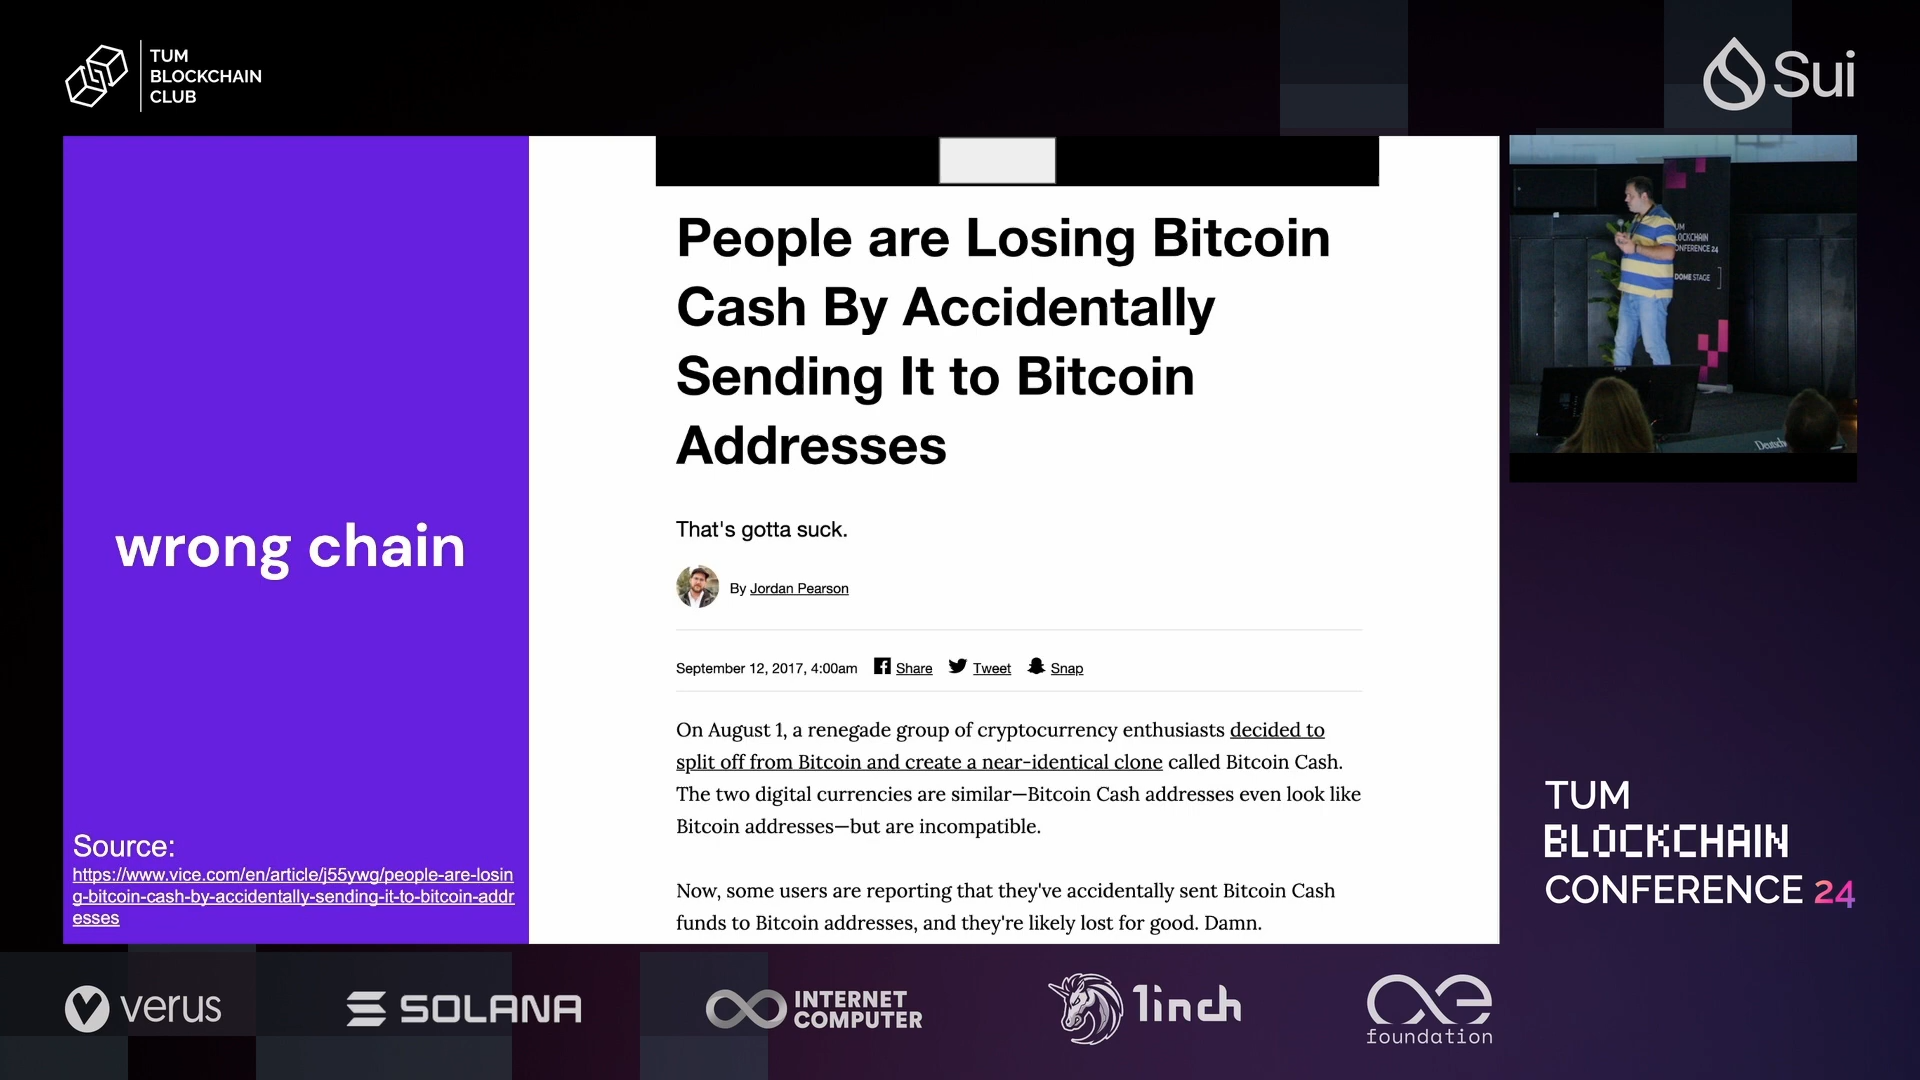 TUM
BLOCKCHAIN
CLUB
Sui
wrong chain
Source:
https://www.vice.com/en/article/j55ywg/people-are-losin
g-bitcoin-cash-by-accidentally-sending-it-to-bitcoin-addr
esses
People are Losing Bitcoin
Cash By Accidentally
Sending It to Bitcoin
Addresses
That's gotta suck.
By Jordan Pearson
September 12, 2017, 4:00am Share Tweet Snap
On August 1, a renegade group of cryptocurrency enthusiasts decided to
split off from Bitcoin and create a near-identical clone called Bitcoin Cash.
The two digital currencies are similar—Bitcoin Cash addresses even look like
Bitcoin addresses—but are incompatible.
Now, some users are reporting that they've accidentally sent Bitcoin Cash
funds to Bitcoin addresses, and they're likely lost for good. Damn.
DOME STAGE
TUM
BLOCKCHAIN
CONFERENCE 24
verus
SOLANA
INTERNET
COMPUTER
1inch
ae
foundation